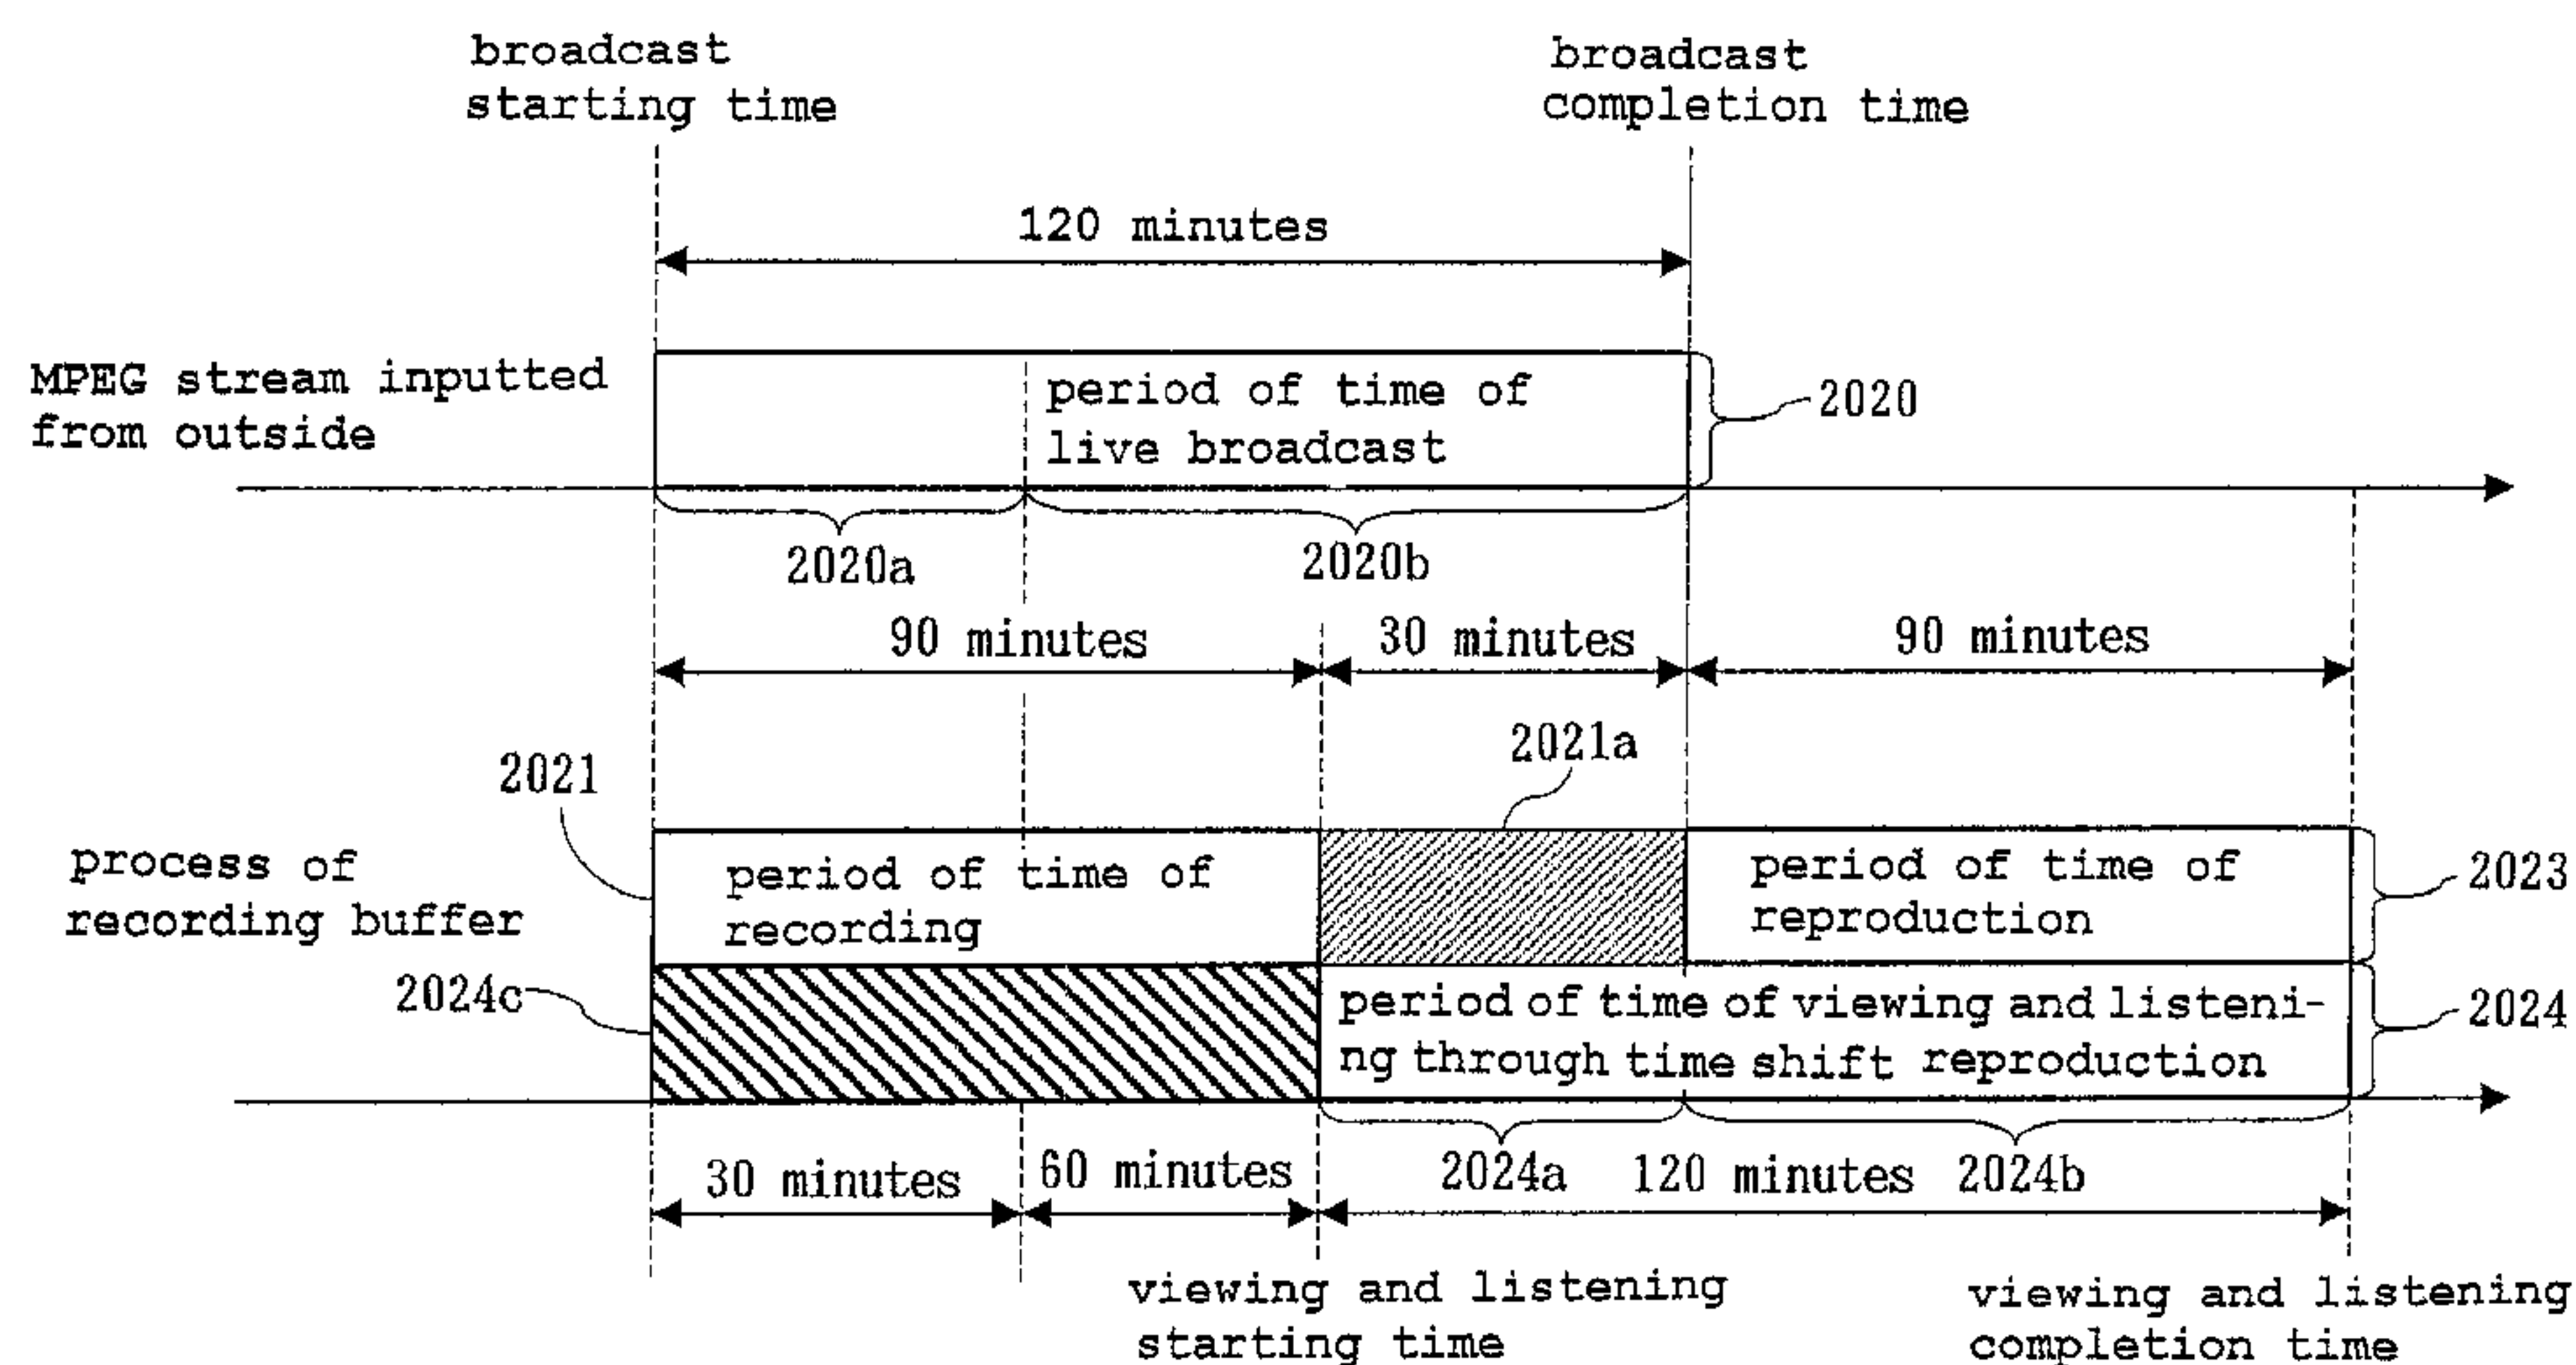 broadcast
starting time
broadcast
completion time
120 minutes
MPEG stream inputted
from outside
period of time of
live broadcast
2020
2020a
2020b
90 minutes
30 minutes
90 minutes
2021a
2021
process of
recording buffer
period of time of
recording
period of time of
reproduction
2023
2024c
period of time of viewing and listeni-
ng through time shift reproduction
2024
30 minutes
60 minutes
2024a
120 minutes
2024b
viewing and listening
starting time
viewing and listening
completion time